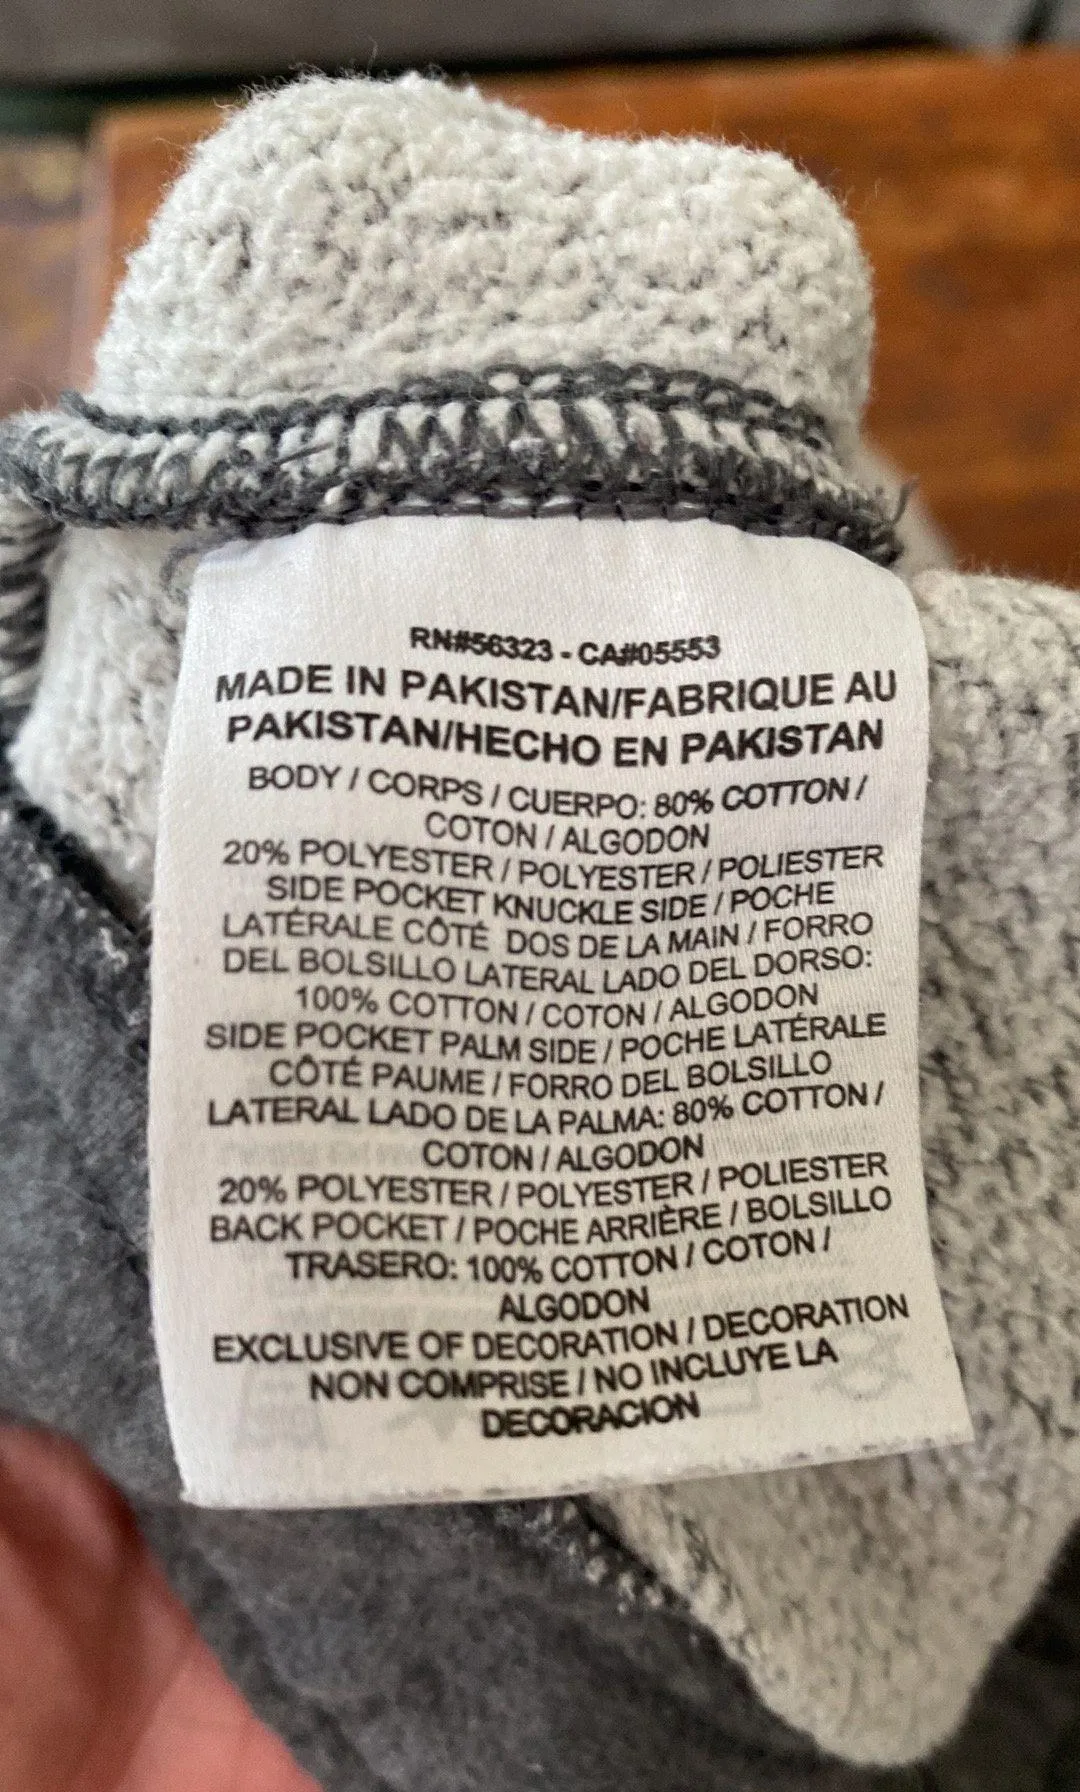 RN#56323 - CA#05553
MADE IN PAKISTAN/FABRIQUE AU
PAKISTAN/HECHO EN PAKISTAN
BODY / CORPS / CUERPO: 80% COTTON /
COTON / ALGODON
20% POLYESTER / POLYESTER / POLIESTER
SIDE POCKET KNUCKLE SIDE / POCHE
LATÉRALE CÔTÉ DOS DE LA MAIN / FORRO
DEL BOLSILLO LATERAL LADO DEL DORSO:
100% COTTON / COTON / ALGODON
SIDE POCKET PALM SIDE / POCHE LATÉRALE
CÔTÉ PAUME / FORRO DEL BOLSILLO
LATERAL LADO DE LA PALMA: 80% COTTON /
COTON / ALGODON
20% POLYESTER / POLYESTER / POLIESTER
BACK POCKET / POCHE ARRIÈRE / BOLSILLO
TRASERO: 100% COTTON / COTON /
ALGODON
EXCLUSIVE OF DECORATION / DECORATION
NON COMPRISE / NO INCLUYE LA
DECORACION